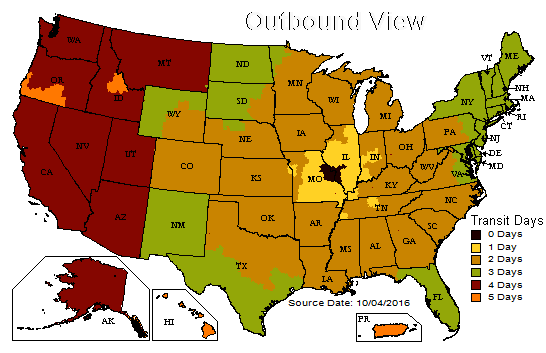 Outbound View
WA
MT
ND
MN
VT
ME
OR
ID
SD
WI
MI
NY
NH
MA
RI
CT
WY
IA
PA
NJ
NE
IL
IN
OH
DE
MD
NV
UT
CO
KS
MO
WV
VA
KY
CA
NC
TN
AZ
NM
OK
AR
SC
MS
AL
GA
TX
LA
FL
AK
HI
PR
Source Date: 10/04/2016
Transit Days
0 Days
1 Day
2 Days
3 Days
4 Days
5 Days